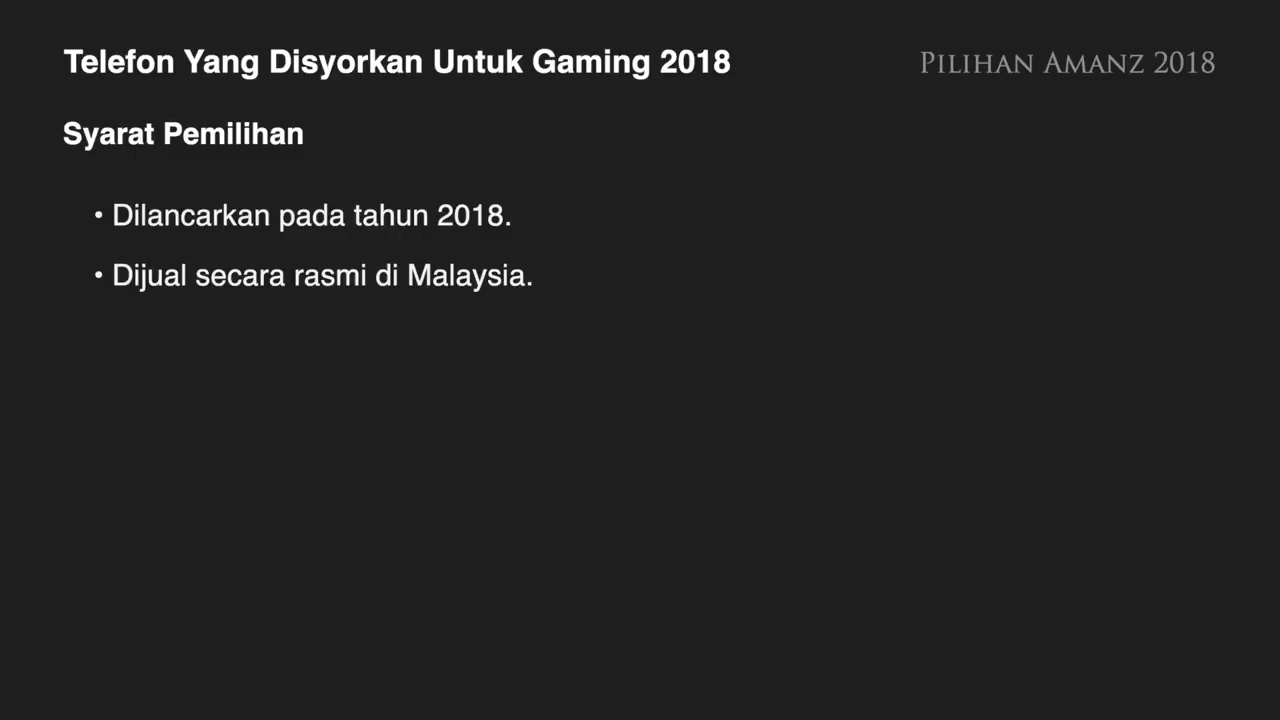 Telefon Yang Disyorkan Untuk Gaming 2018
PILIHAN AMANZ 2018
Syarat Pemilihan
• Dilancarkan pada tahun 2018.
• Dijual secara rasmi di Malaysia.